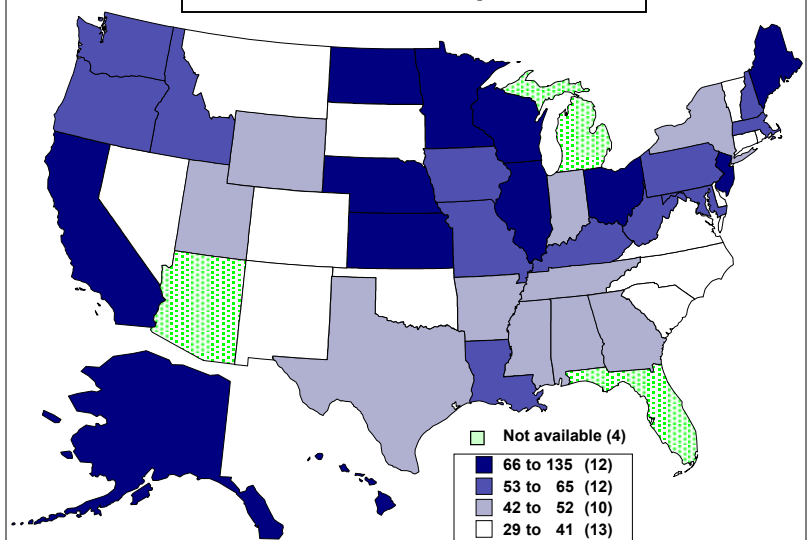 Not available (4)
66 to 135 (12)
53 to 65 (12)
42 to 52 (10)
29 to 41 (13)